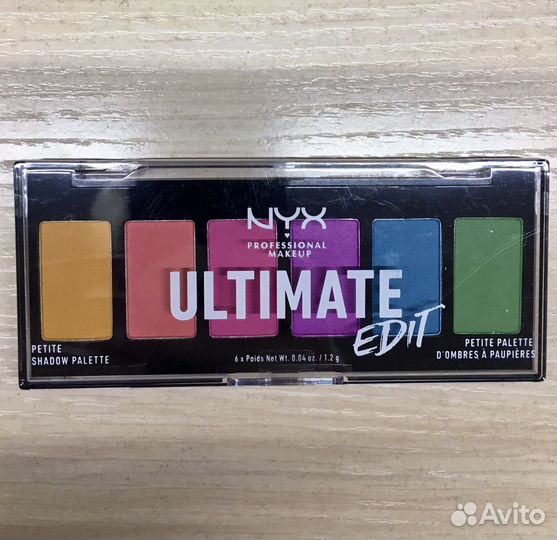 NYX
PROFESSIONAL
MAKEUP
ULTIMATE
EDIT
PETITE
SHADOW PALETTE
6 x Poids Net Wt. 0.04 oz. / 1.2 g
PETITE PALETTE
D'OMBRES À PAUPIÈRES
Avito